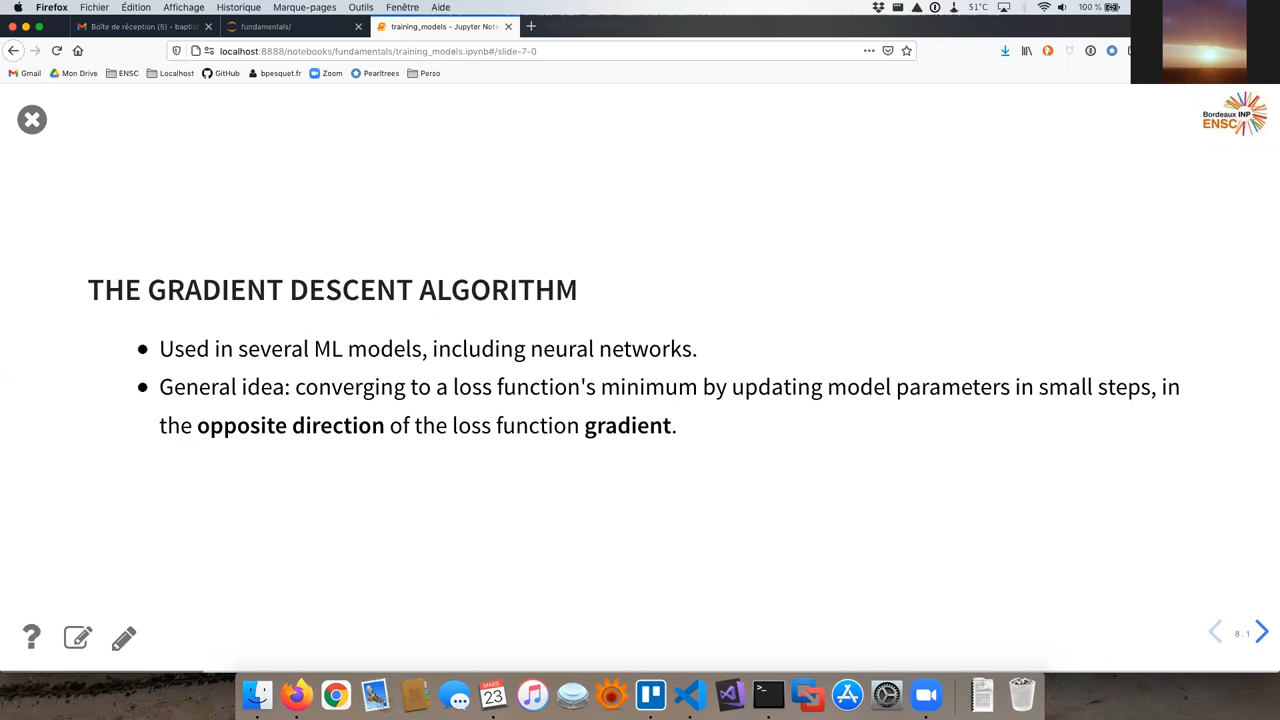 Firefox Fichier Édition Affichage Historique Marque-pages Outils Fenêtre Aide 51°C 100 %
Boîte de réception (5) - baptist fundamentals/ training_models - Jupyter Note
localhost:8888/notebooks/fundamentals/training_models.ipynb#/slide-7-0
Gmail Mon Drive ENSC Localhost GitHub bpesquet.fr Zoom Pearltrees Perso
Bordeaux INP
ENSC
THE GRADIENT DESCENT ALGORITHM
• Used in several ML models, including neural networks.
• General idea: converging to a loss function's minimum by updating model parameters in small steps, in
the opposite direction of the loss function gradient.
8.1
MARS
23